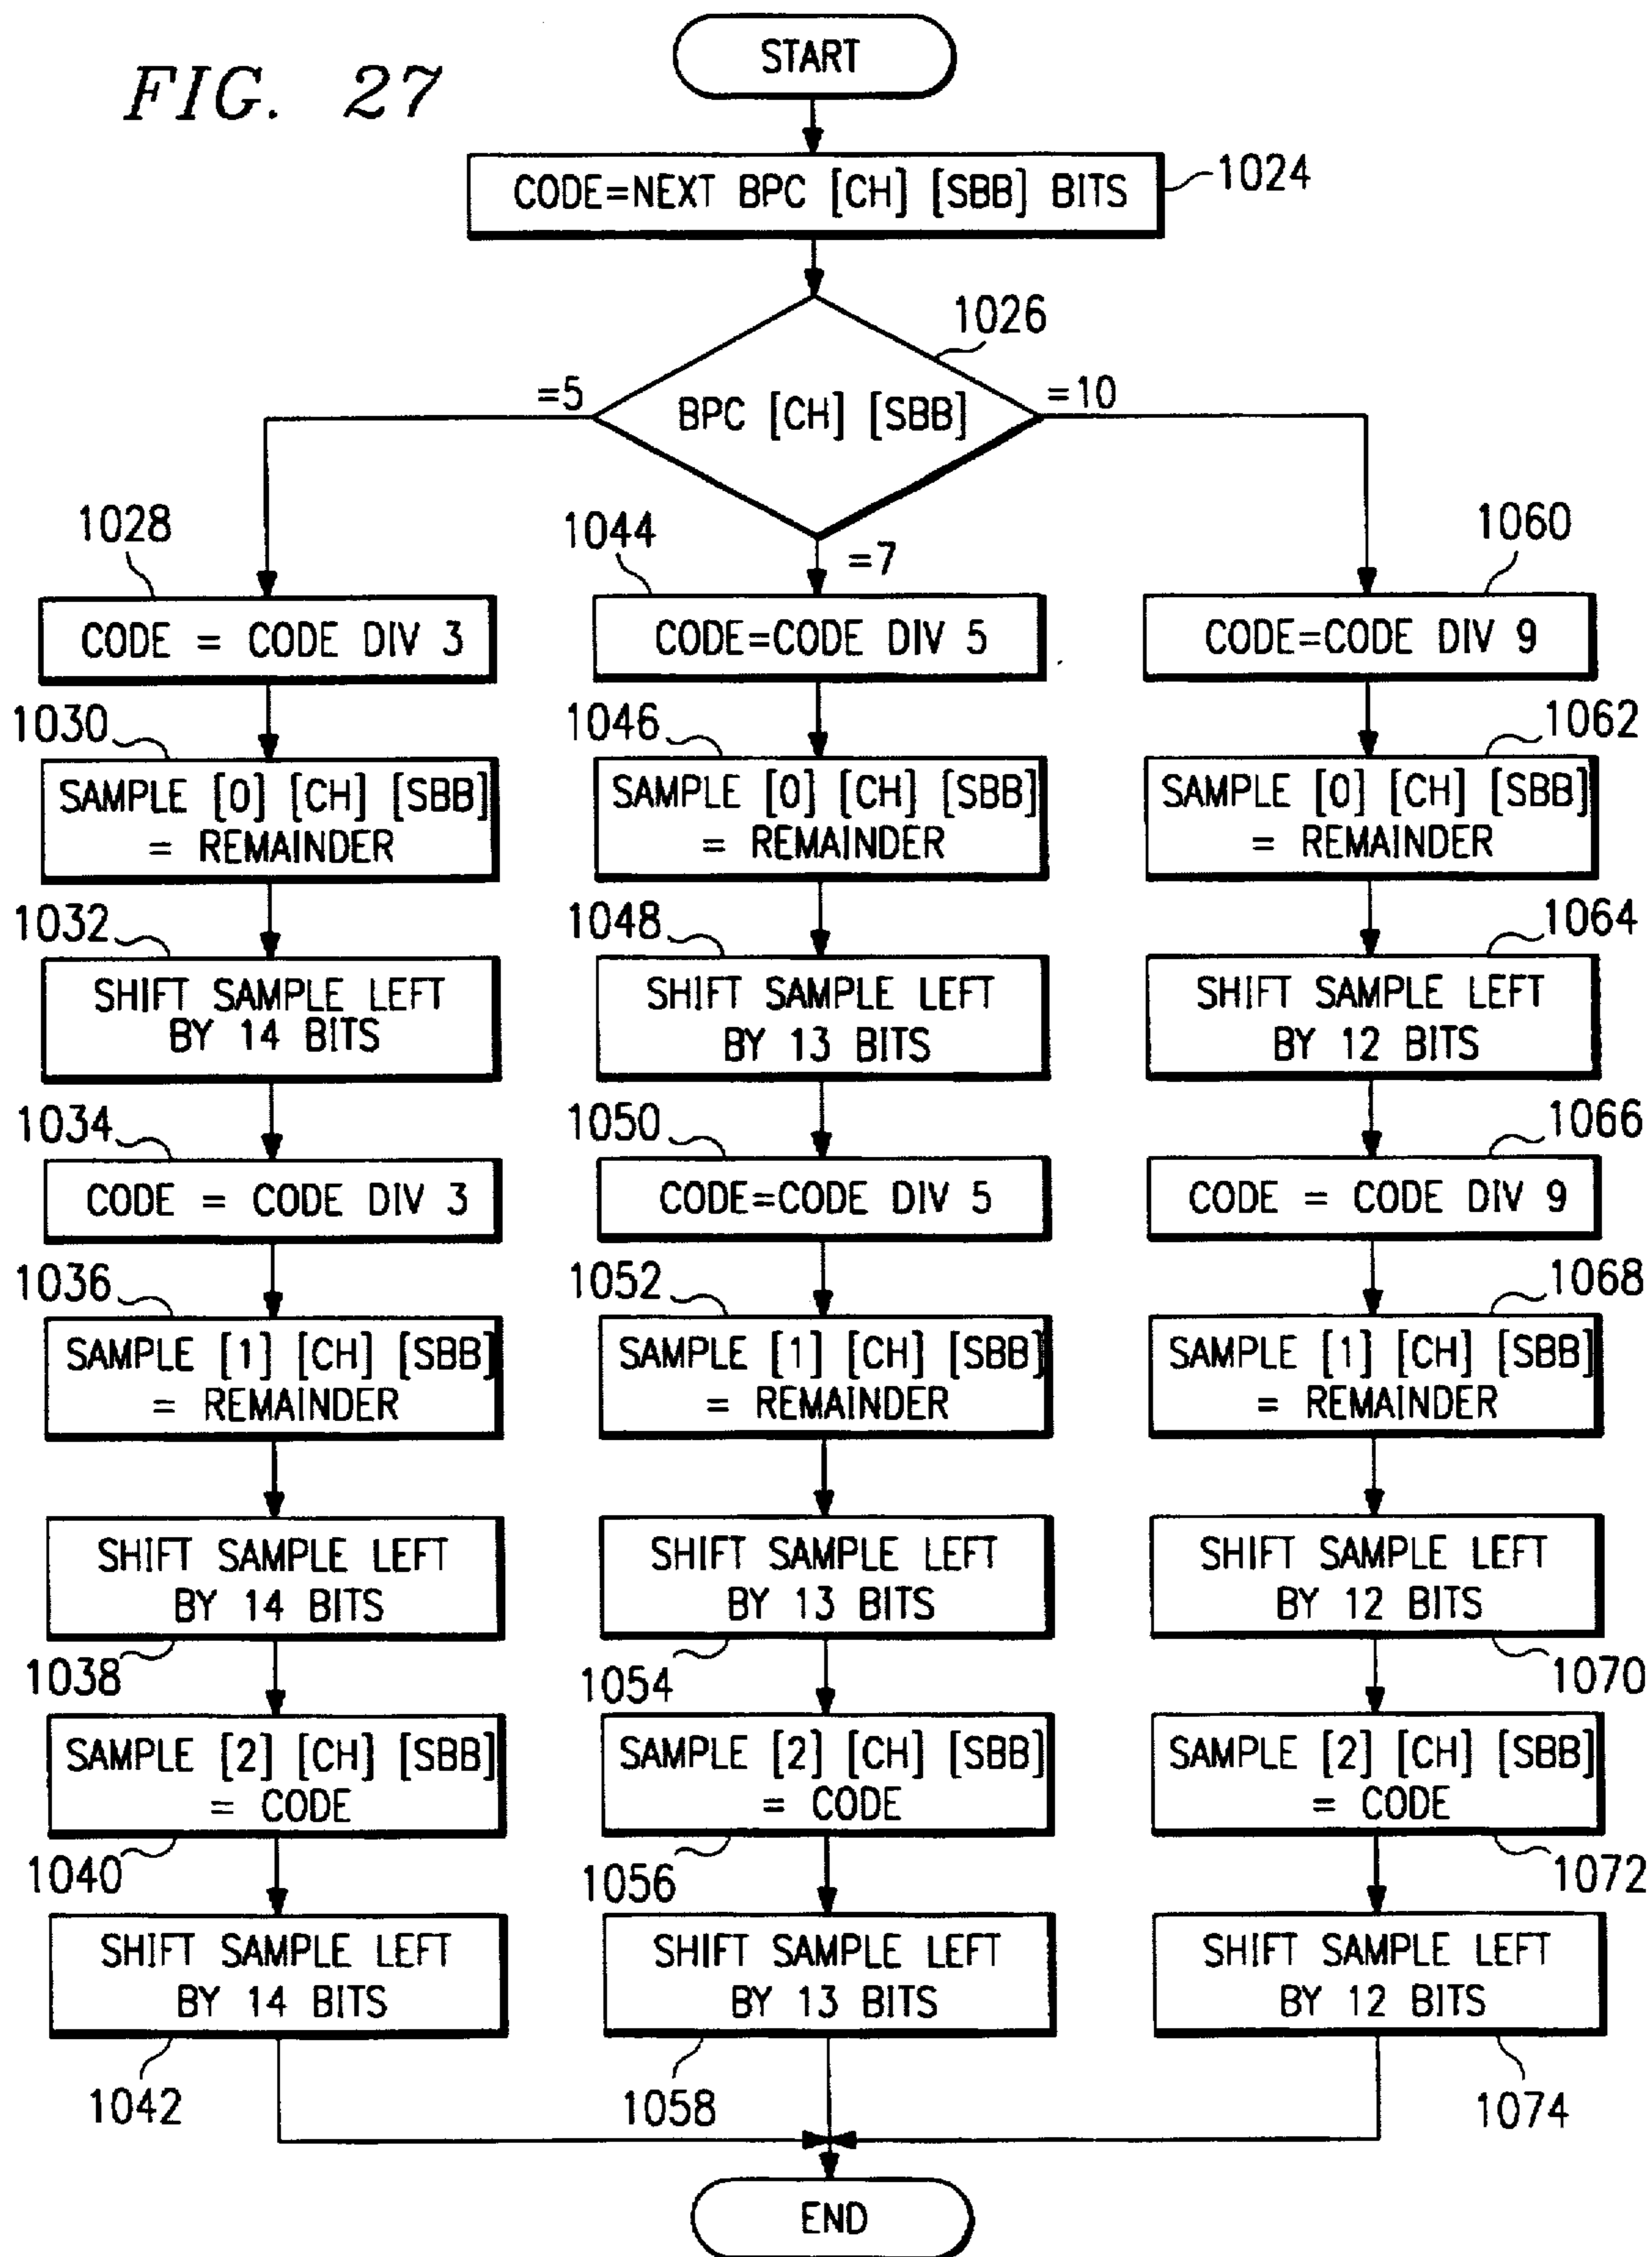 FIG. 27
START
CODE=NEXT BPC [CH] [SBB] BITS
1024
1026
BPC [CH] [SBB]
=5
=10
=7
1028
CODE = CODE DIV 3
1030
SAMPLE [0] [CH] [SBB]
= REMAINDER
1032
SHIFT SAMPLE LEFT
BY 14 BITS
1034
CODE = CODE DIV 3
1036
SAMPLE [1] [CH] [SBB]
= REMAINDER
SHIFT SAMPLE LEFT
BY 14 BITS
1038
SAMPLE [2] [CH] [SBB]
= CODE
1040
SHIFT SAMPLE LEFT
BY 14 BITS
1042
1044
CODE=CODE DIV 5
1046
SAMPLE [0] [CH] [SBB]
= REMAINDER
1048
SHIFT SAMPLE LEFT
BY 13 BITS
1050
CODE=CODE DIV 5
1052
SAMPLE [1] [CH] [SBB]
= REMAINDER
SHIFT SAMPLE LEFT
BY 13 BITS
1054
SAMPLE [2] [CH] [SBB]
= CODE
1056
SHIFT SAMPLE LEFT
BY 13 BITS
1058
1060
CODE=CODE DIV 9
1062
SAMPLE [0] [CH] [SBB]
= REMAINDER
1064
SHIFT SAMPLE LEFT
BY 12 BITS
1066
CODE = CODE DIV 9
1068
SAMPLE [1] [CH] [SBB]
= REMAINDER
SHIFT SAMPLE LEFT
BY 12 BITS
1070
SAMPLE [2] [CH] [SBB]
= CODE
1072
SHIFT SAMPLE LEFT
BY 12 BITS
1074
END